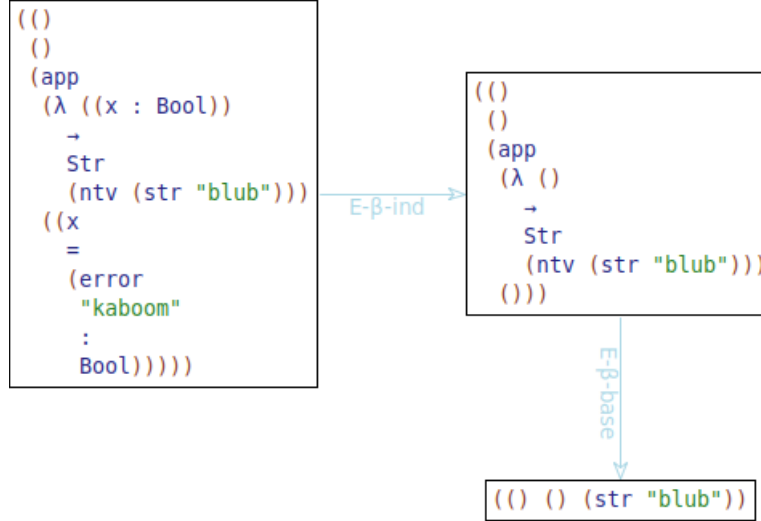 (()
()
(app
(λ ((x : Bool))
→
Str
(ntv (str "blub")))
((x
=
(error
"kaboom"
:
Bool)))))
E-β-ind
(()
()
(app
(λ ()
→
Str
(ntv (str "blub")))
()))
E-β-base
(() () (str "blub"))